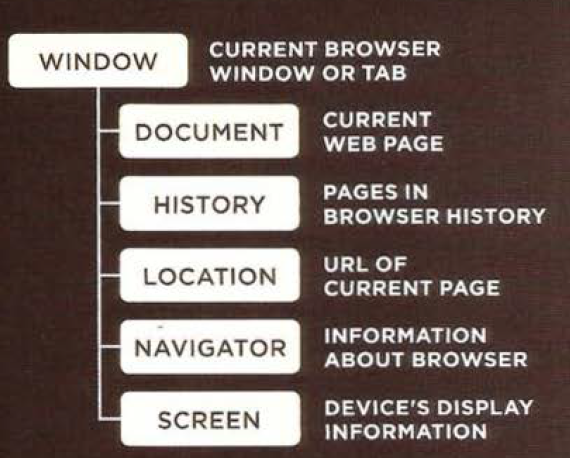 WINDOW
CURRENT BROWSER
WINDOW OR TAB
DOCUMENT
CURRENT
WEB PAGE
HISTORY
PAGES IN
BROWSER HISTORY
LOCATION
URL OF
CURRENT PAGE
NAVIGATOR
INFORMATION
ABOUT BROWSER
SCREEN
DEVICE'S DISPLAY
INFORMATION